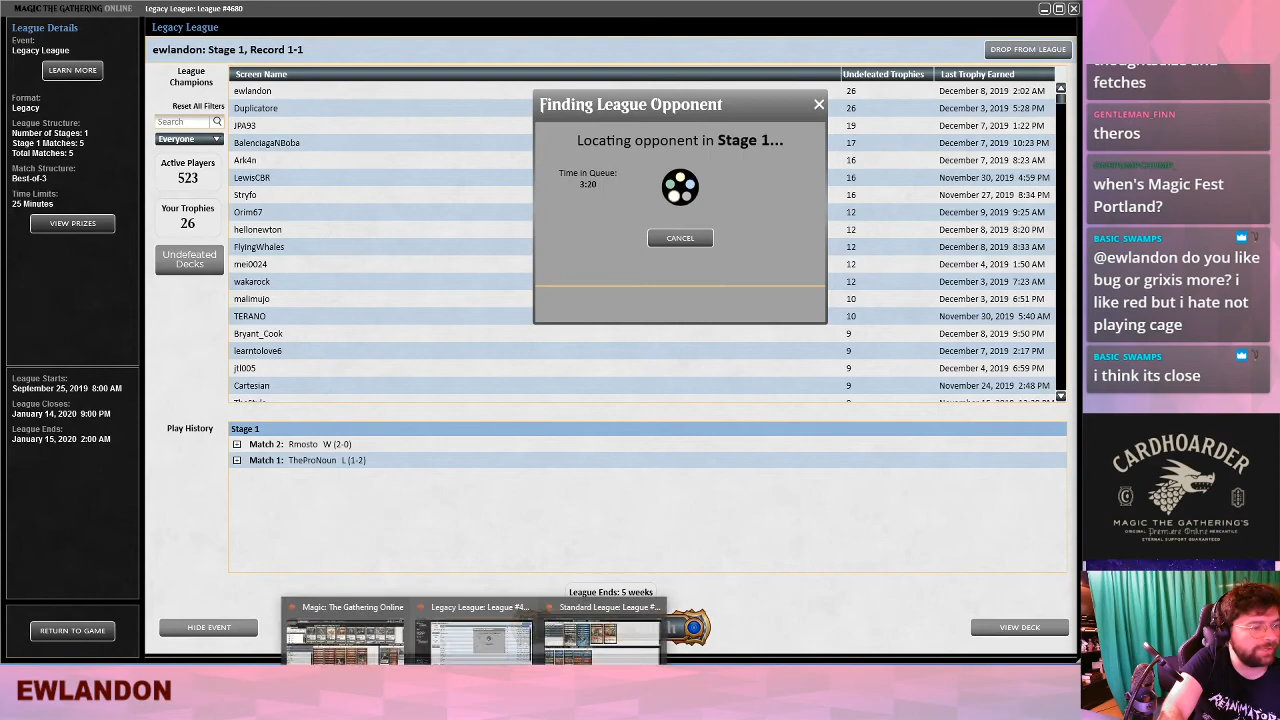 MAGIC THE GATHERING ONLINE Legacy League: League #4680
League Details
Event:
Legacy League
LEARN MORE
Format:
Legacy
League Structure:
Number of Stages: 1
Stage 1 Matches: 5
Total Matches: 5
Match Structure:
Best-of-3
Time Limits:
25 Minutes
VIEW PRIZES
League Starts:
September 25, 2019 8:00 AM
League Closes:
January 14, 2020 9:00 PM
League Ends:
January 15, 2020 2:00 AM
RETURN TO GAME
Legacy League
ewlandon: Stage 1, Record 1-1
DROP FROM LEAGUE
League
Champions
Reset All Filters
Search
Everyone
Active Players
523
Your Trophies
26
Undefeated
Decks
Screen Name Undefeated Trophies Last Trophy Earned
ewlandon 26 December 8, 2019 2:02 AM
Duplicatore 26 December 3, 2019 5:28 PM
JPA93 19 December 7, 2019 1:22 PM
BalenciagaNBoba 17 December 7, 2019 10:23 PM
Ark4n 16 December 7, 2019 8:23 AM
LewisCBR 16 November 30, 2019 4:59 PM
Stryfo 16 November 27, 2019 8:34 PM
Orim67 12 December 9, 2019 9:25 AM
hellonewton 12 December 8, 2019 8:20 PM
FlyingWhales 12 December 8, 2019 8:33 AM
mei0024 12 December 4, 2019 1:50 AM
wakarock 12 December 3, 2019 7:23 AM
malimujo 10 December 3, 2019 6:51 PM
TERANO 10 November 30, 2019 5:40 AM
Bryant_Cook 9 December 8, 2019 9:50 PM
learntolove6 9 December 7, 2019 2:17 PM
jtl005 9 December 4, 2019 6:59 PM
Cartesian 9 November 24, 2019 2:48 PM
Finding League Opponent
Locating opponent in Stage 1...
Time in Queue:
3:20
CANCEL
Play History
Stage 1
Match 2: Rmosto W (2-0)
Match 1: TheProNoun L (1-2)
League Ends: 5 weeks
HIDE EVENT
VIEW DECK
Magic: The Gathering Online
Legacy League: League #4...
Standard League: League #...
EWLANDON
fetches
GENTLEMAN_FINN
theros
when's Magic Fest
Portland?
BASIC_SWAMPS
@ewlandon do you like
bug or grixis more? i
like red but i hate not
playing cage
BASIC_SWAMPS
i think its close
CARDHOARDER
MAGIC THE GATHERING'S
ORIGINAL Premiere Online MERCANTILE
ETERNAL SUPPORT GUARANTEED
REANIMATOR